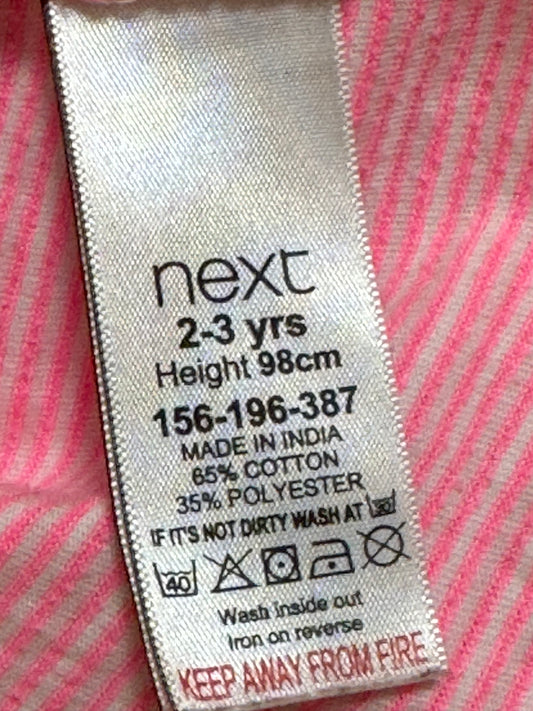 next
2-3 yrs
Height 98cm
156-196-387
MADE IN INDIA
65% COTTON
35% POLYESTER
IF IT'S NOT DIRTY WASH AT 30
40
Wash inside out
Iron on reverse
KEEP AWAY FROM FIRE